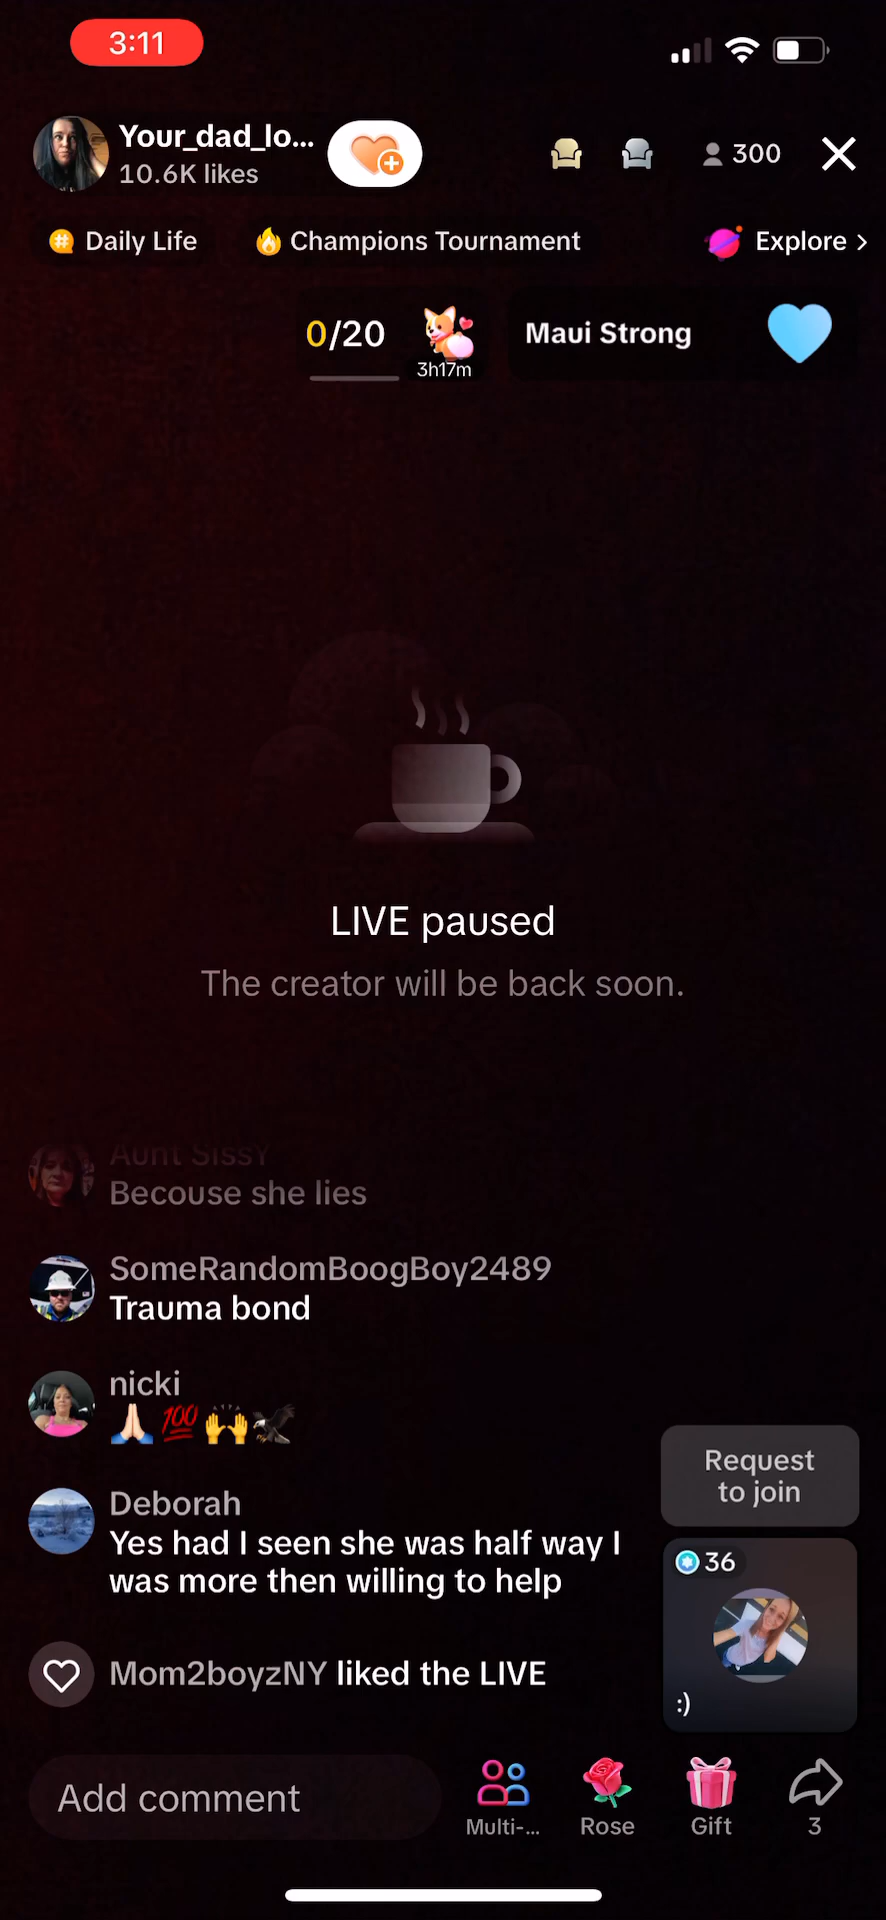 3:11
Your_dad_lo...
10.6K likes
300
Daily Life
Champions Tournament
Explore >
0/20
3h17m
Maui Strong
LIVE paused
The creator will be back soon.
Aunt SissY
Becouse she lies
SomeRandomBoogBoy2489
Trauma bond
nicki
🙏🏻💯🙌🦅
Deborah
Yes had I seen she was half way I
was more then willing to help
Mom2boyzNY liked the LIVE
Request
to join
36
:)
Add comment
Multi-...
Rose
Gift
3